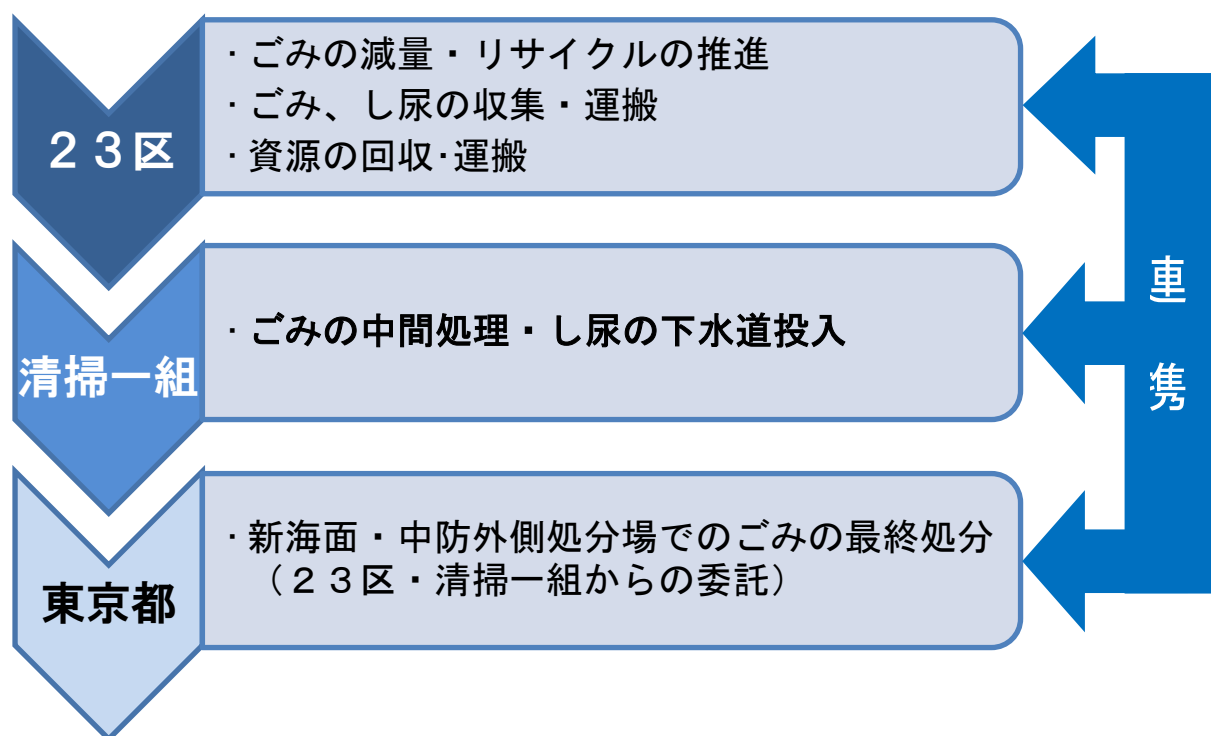 ２３区
·ごみの減量・リサイクルの推進
·ごみ、し尿の収集・運搬
·資源の回収･運搬
清掃一組
·ごみの中間処理・し尿の下水道投入
東京都
·新海面・中防外側処分場でのごみの最終処分
（２３区・清掃一組からの委託）
連
携